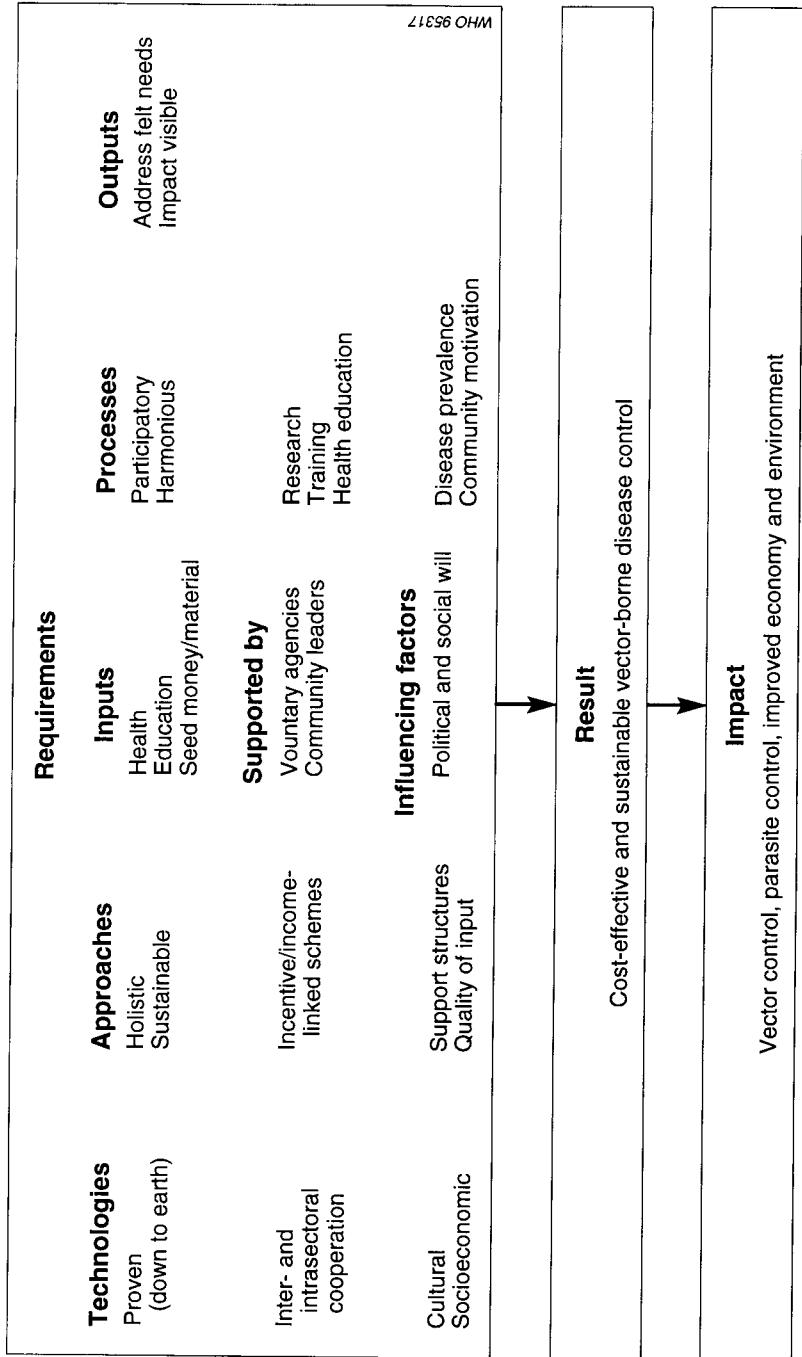 Requirements
Technologies
Proven
(down to earth)
Approaches
Holistic
Sustainable
Inputs
Health
Education
Seed money/material
Processes
Participatory
Harmonious
Outputs
Address felt needs
Impact visible
Supported by
Inter- and
intrasectoral
cooperation
Incentive/income-
linked schemes
Vountary agencies
Community leaders
Research
Training
Health education
Influencing factors
Cultural
Socioeconomic
Support structures
Quality of input
Political and social will
Disease prevalence
Community motivation
WHO 95317
Result
Cost-effective and sustainable vector-borne disease control
Impact
Vector control, parasite control, improved economy and environment